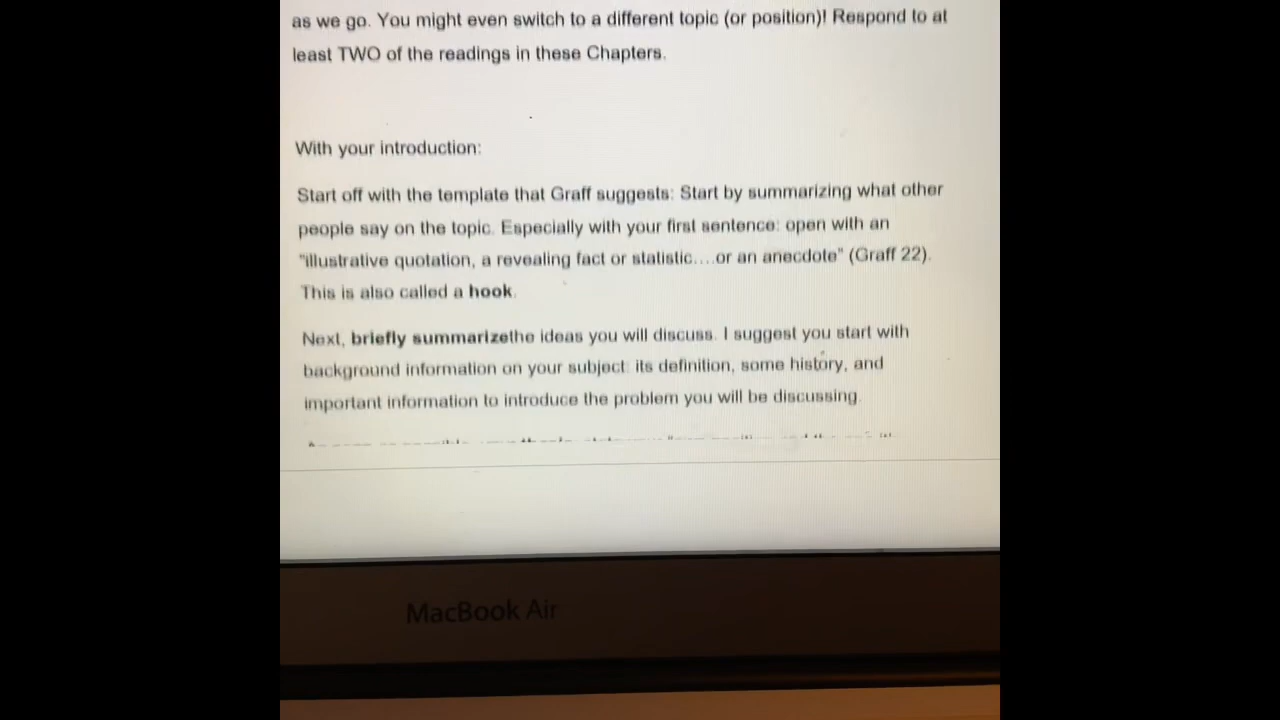 as we go. You might even switch to a different topic (or position)! Respond to at
least TWO of the readings in these Chapters.
With your introduction:
Start off with the template that Graff suggests: Start by summarizing what other
people say on the topic. Especially with your first sentence: open with an
"illustrative quotation, a revealing fact or statistic....or an anecdote" (Graff 22).
This is also called a hook.
Next, briefly summarizethe ideas you will discuss. I suggest you start with
background information on your subject: its definition, some history, and
important information to introduce the problem you will be discussing.
MacBook Air